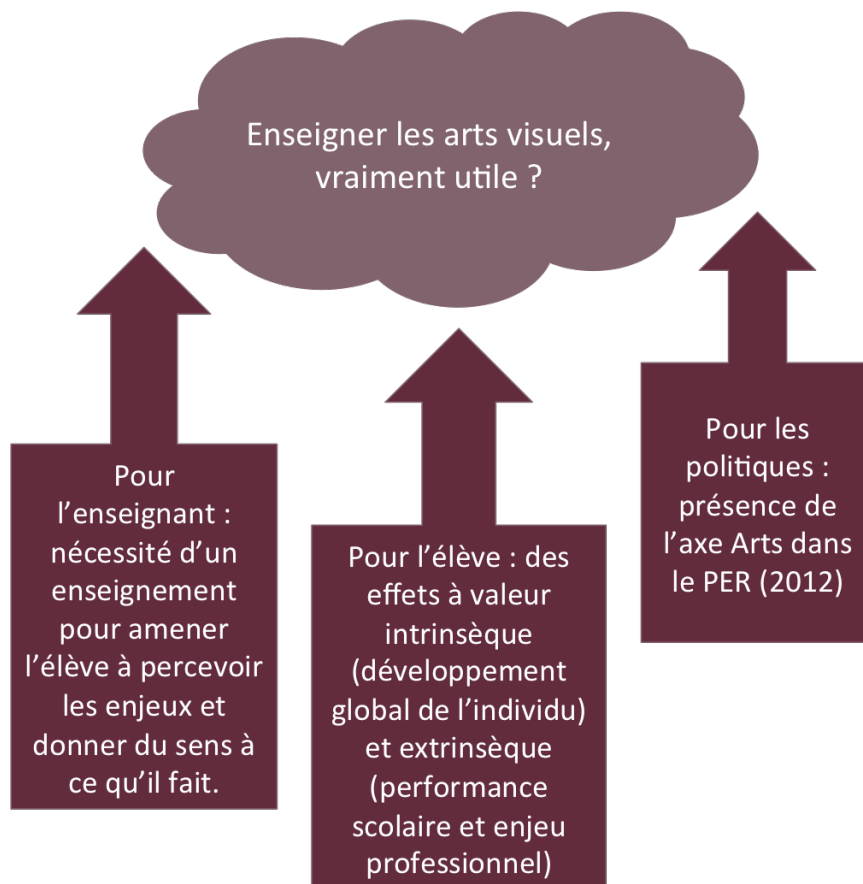 Enseigner les arts visuels,
vraiment utile ?
Pour
l’enseignant :
nécessité d’un
enseignement
pour amener
l’élève à percevoir
les enjeux et
donner du sens à
ce qu’il fait.
Pour l’élève : des
effets à valeur
intrinsèque
(développement
global de l’individu)
et extrinsèque
(performance
scolaire et enjeu
professionnel)
Pour les
politiques :
présence de
l’axe Arts dans
le PER (2012)